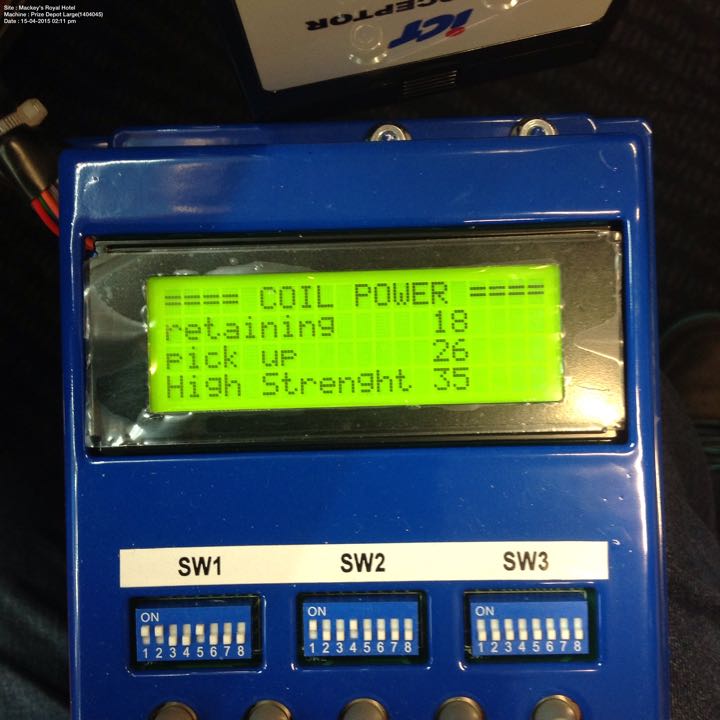 Site : Mackey's Royal Hotel
Machine : Prize Depot Large(1404045)
Date : 15-04-2015 02:11 pm
ict
CEPTOR
==== COIL POWER ====
retaining 18
pick up 26
High Strenght 35
SW1 SW2 SW3
ON ON ON
1 2 3 4 5 6 7 8 1 2 3 4 5 6 7 8 1 2 3 4 5 6 7 8